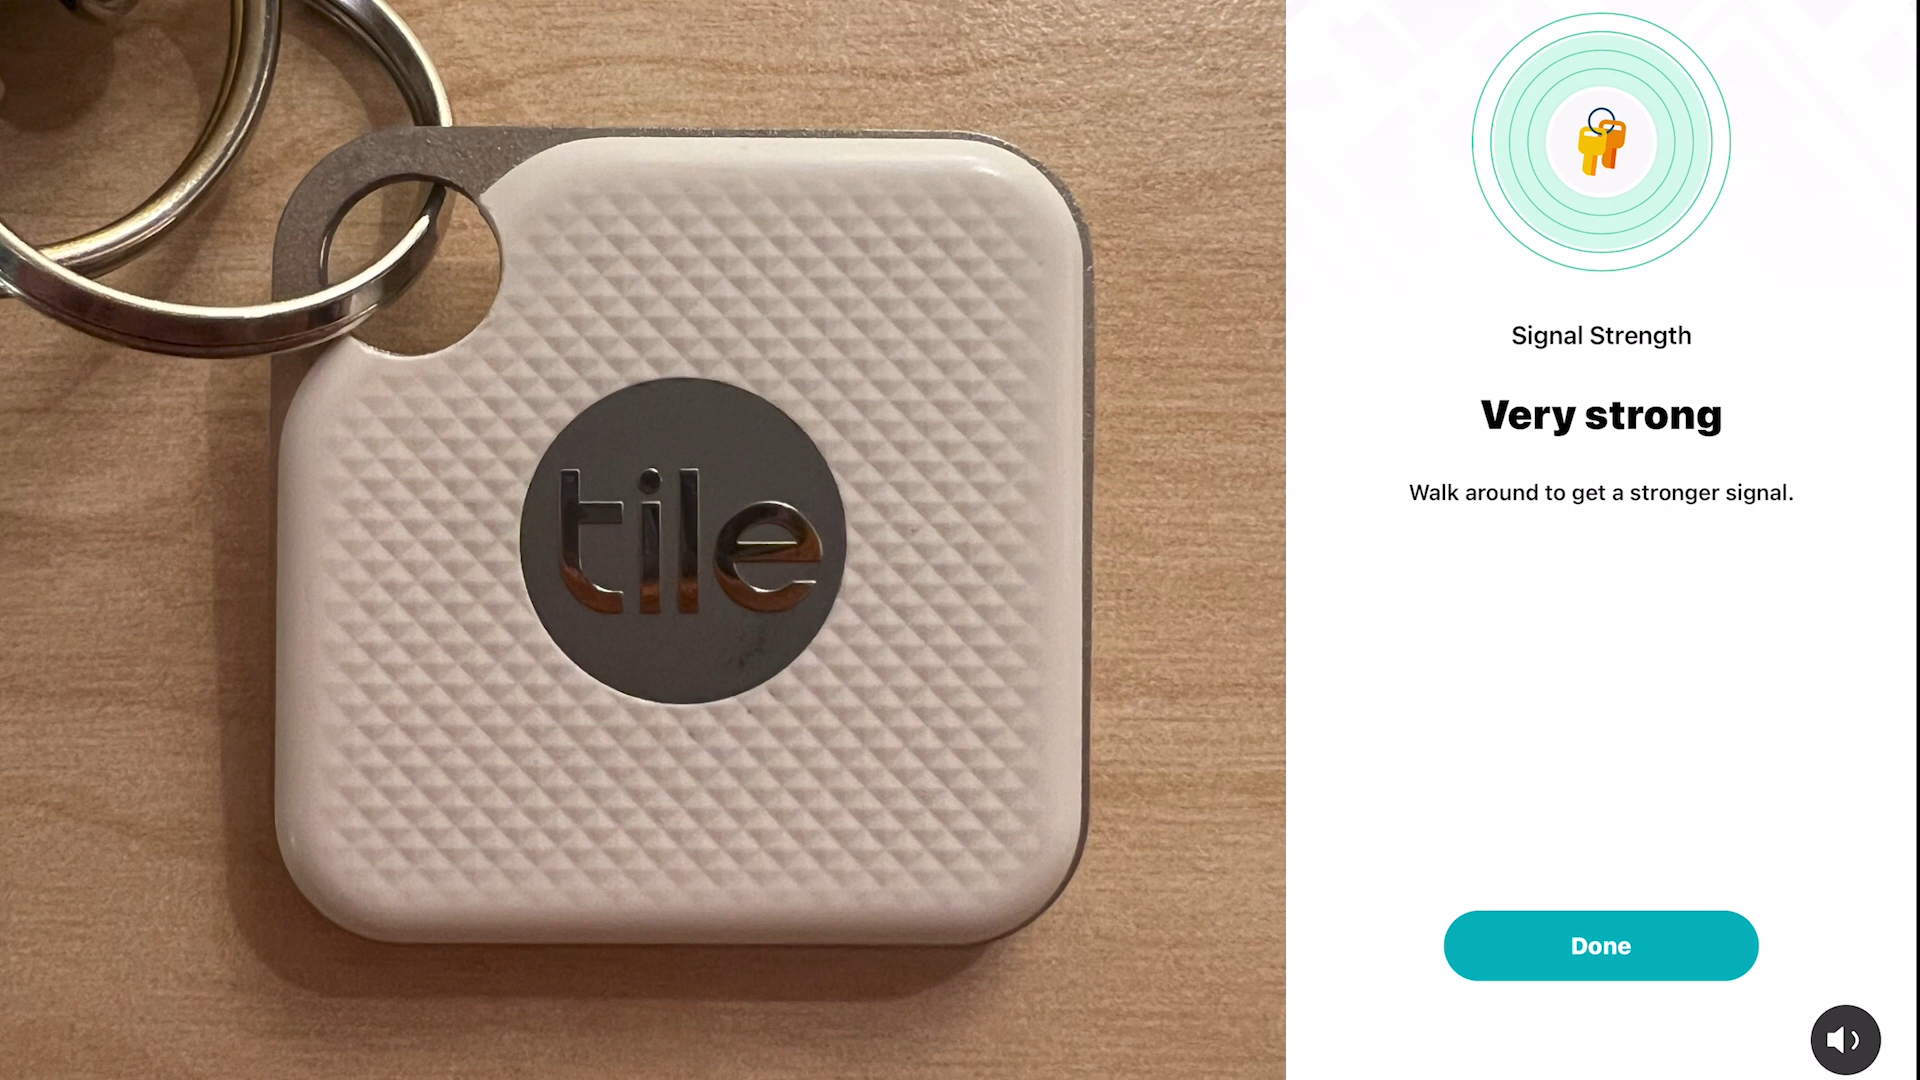 tile
Signal Strength
Very strong
Walk around to get a stronger signal.
Done